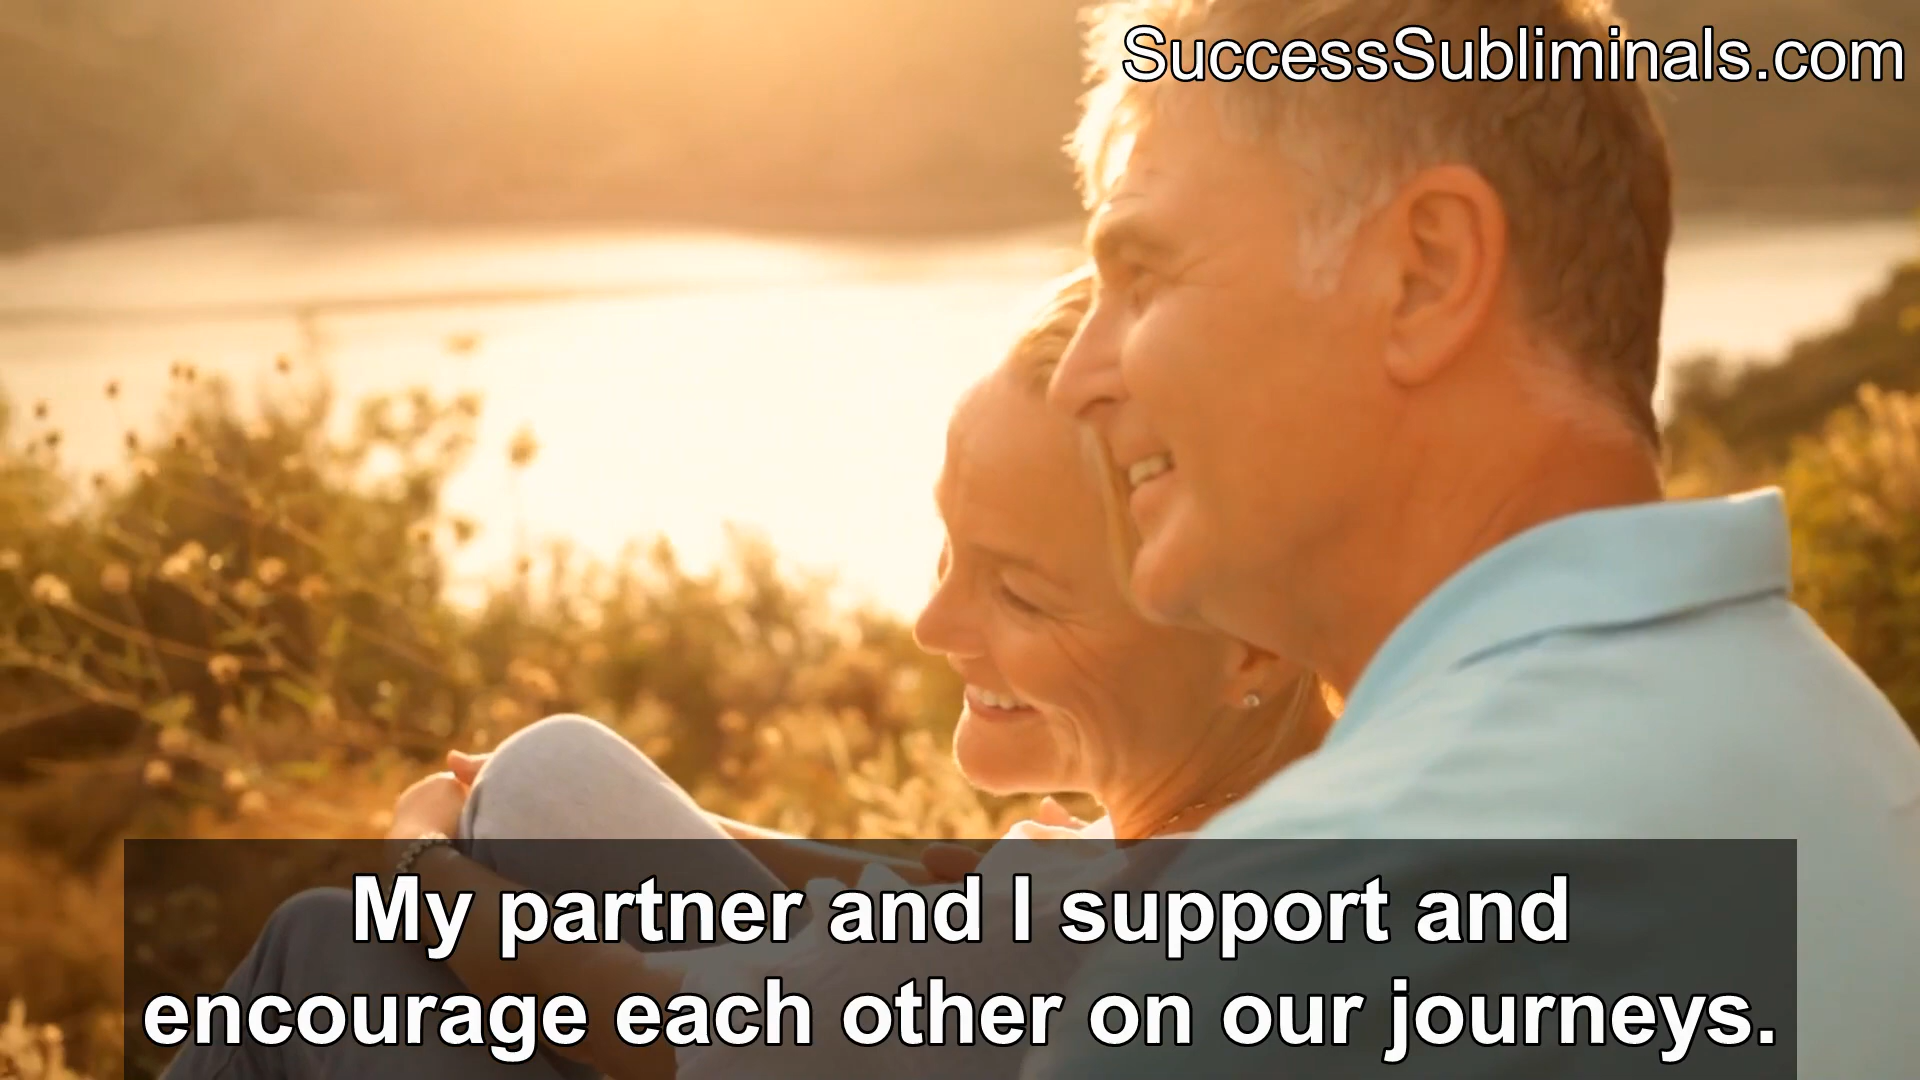 SuccessSubliminals.com
My partner and I support and
encourage each other on our journeys.